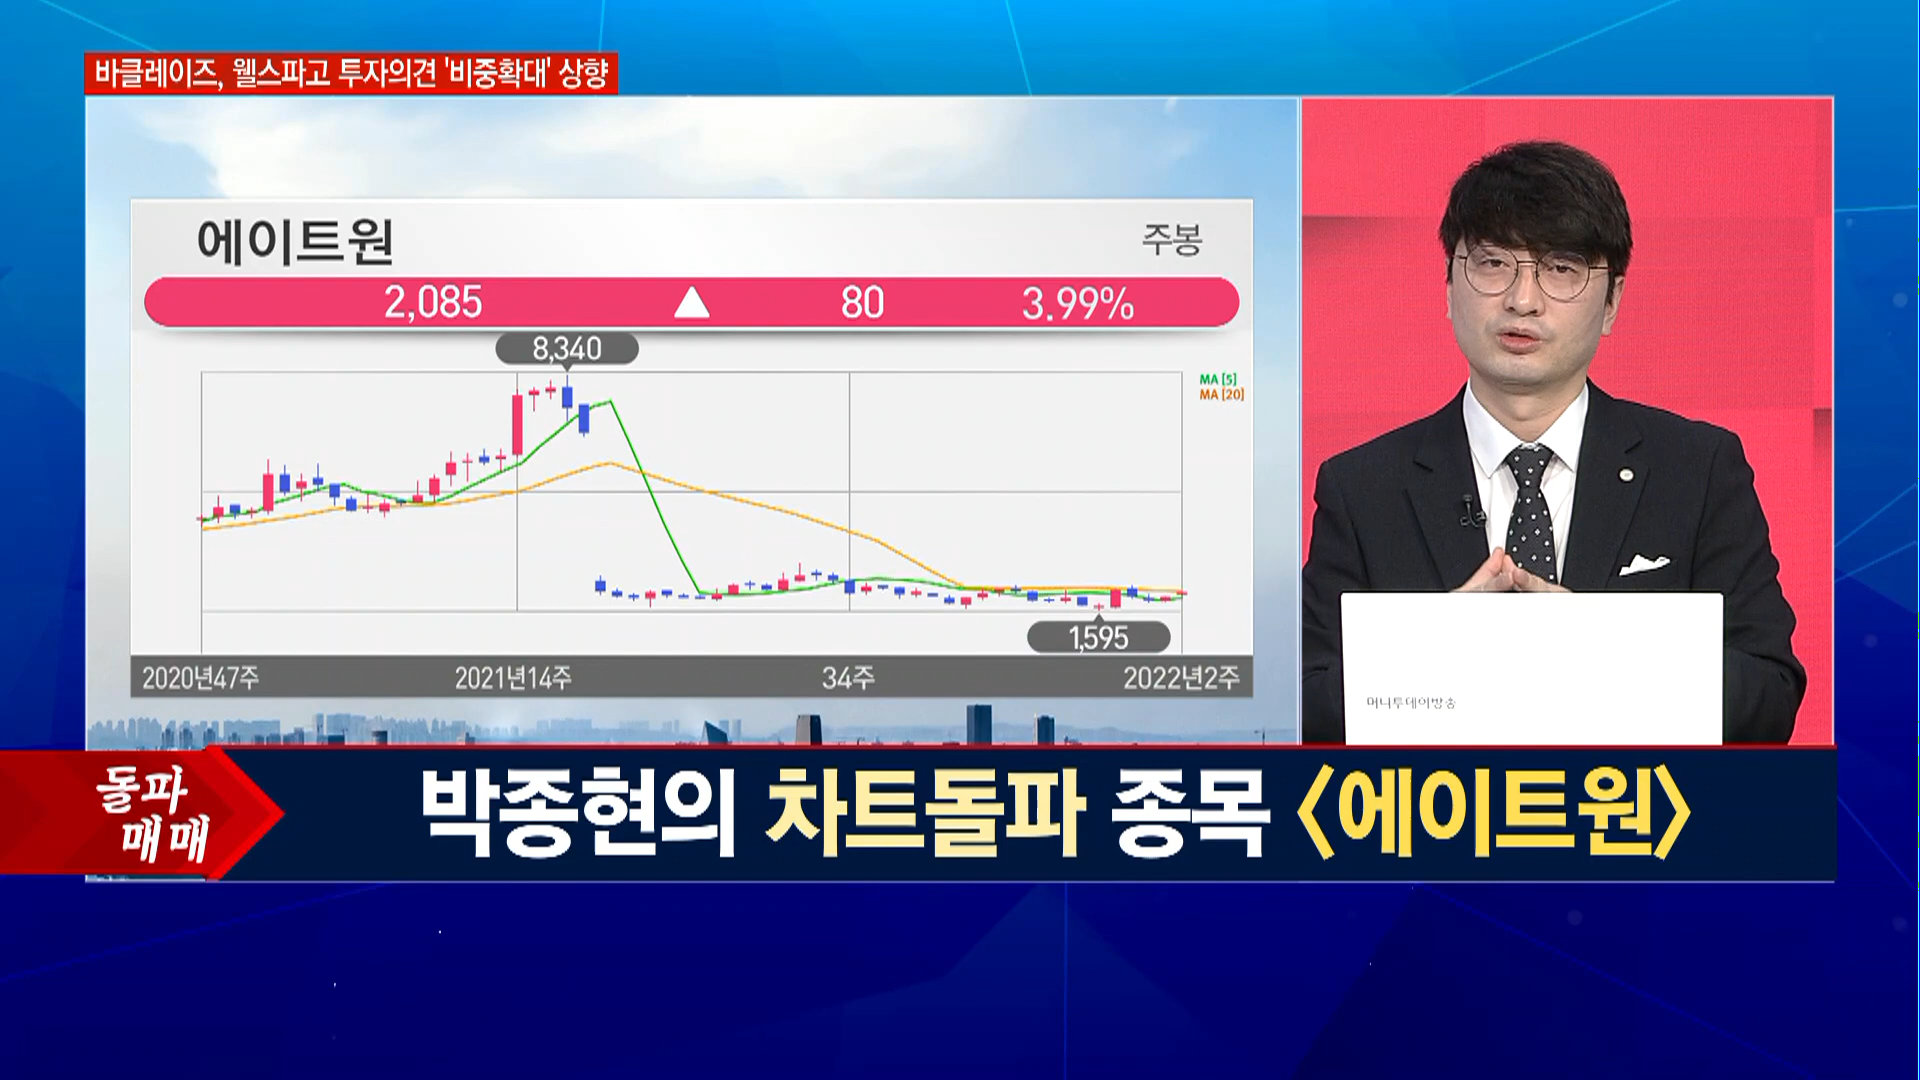 바클레이즈, 웰스파고 투자의견 '비중확대' 상향
에이트원
주봉
2,085 ▲ 80 3.99%
8,340
MA [5]
MA [20]
1,595
2020년47주 2021년14주 34주 2022년2주
머니투데이방송
돌파
매매
박종현의 차트돌파 종목 <에이트원>